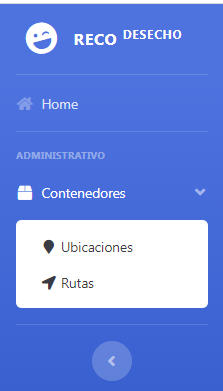 RECO DESECHO
Home
ADMINISTRATIVO
Contenedores
Ubicaciones
Rutas